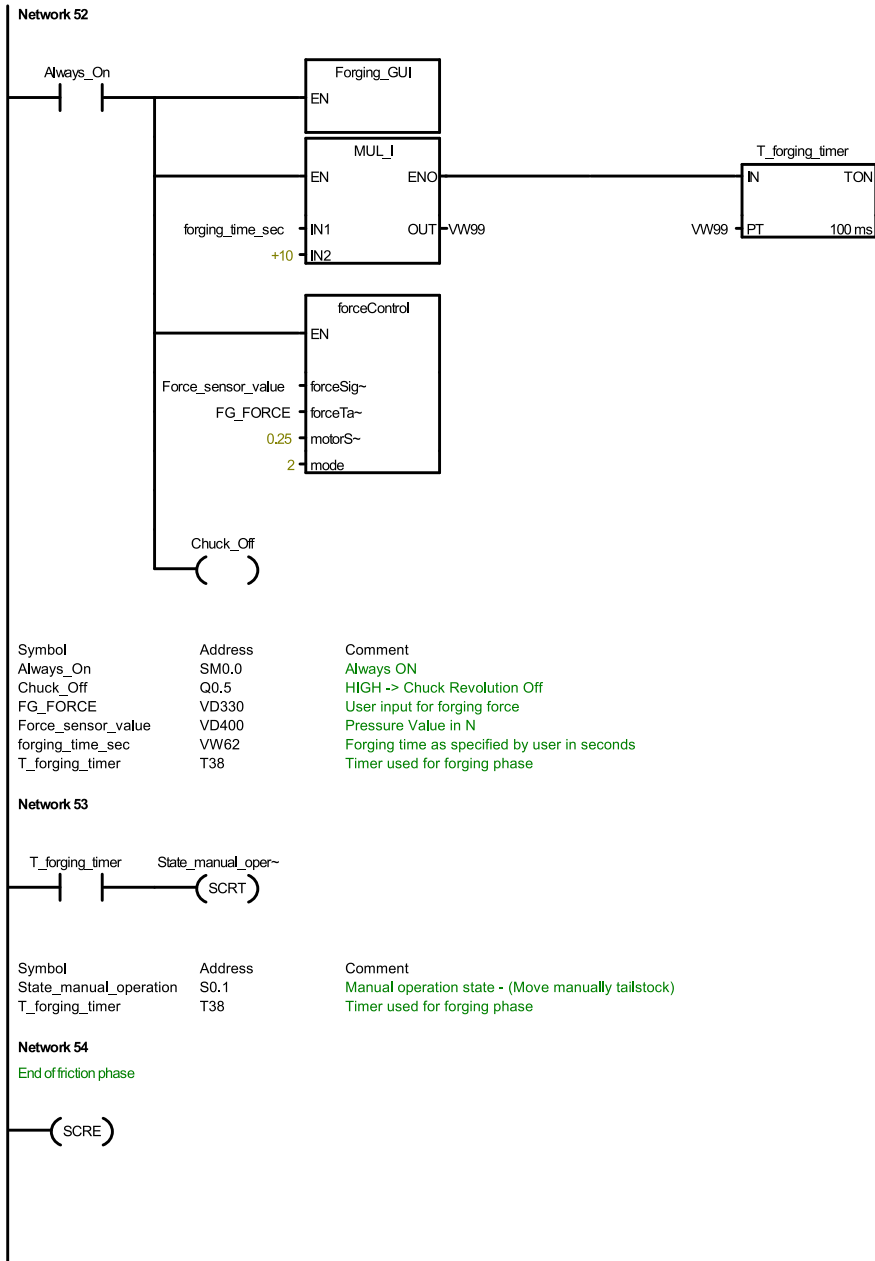 Network 52
Always_On
Forging_GUI
EN
MUL_I
EN ENO
forging_time_sec IN1 OUT VW99
+10 IN2
T_forging_timer
IN TON
VW99 PT 100 ms
forceControl
EN
Force_sensor_value forceSig~
FG_FORCE forceTa~
0.25 motorS~
2 mode
Chuck_Off
Symbol Address Comment
Always_On SM0.0 Always ON
Chuck_Off Q0.5 HIGH -> Chuck Revolution Off
FG_FORCE VD330 User input for forging force
Force_sensor_value VD400 Pressure Value in N
forging_time_sec VW62 Forging time as specified by user in seconds
T_forging_timer T38 Timer used for forging phase
Network 53
T_forging_timer State_manual_oper~
SCRT
Symbol Address Comment
State_manual_operation S0.1 Manual operation state - (Move manually tailstock)
T_forging_timer T38 Timer used for forging phase
Network 54
End of friction phase
SCRE